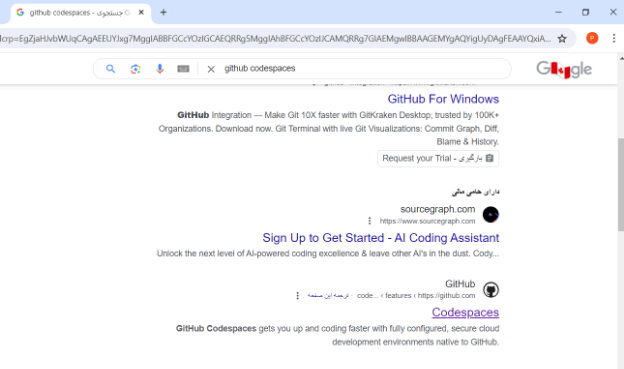 github codespaces - جستجوی G
github codespaces
Google
GitHub For Windows
GitHub Integration — Make Git 10X faster with GitKraken Desktop; trusted by 100K+
Organizations. Download now. Git Terminal with live Git Visualizations: Commit Graph, Diff,
Blame & History.
بارگیری - Request your Trial
دارای حامی مالی
sourcegraph.com
https://www.sourcegraph.com
Sign Up to Get Started - AI Coding Assistant
Unlock the next level of AI-powered coding excellence & leave other AI's in the dust. Cody...
GitHub
https://github.com › features › code... · ترجمه این صفحه
Codespaces
GitHub Codespaces gets you up and coding faster with fully configured, secure cloud
development environments native to GitHub.